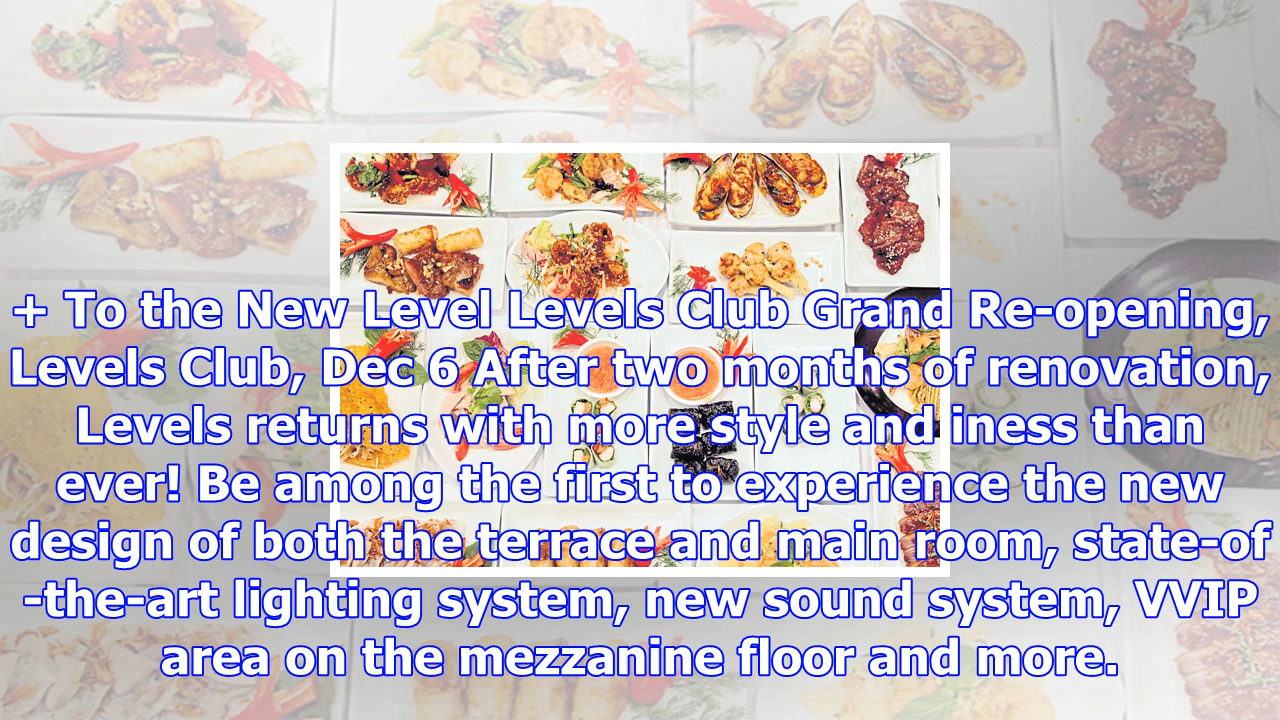 + To the New Level Levels Club Grand Re-opening,
Levels Club, Dec 6 After two months of renovation,
Levels returns with more style and iness than
ever! Be among the first to experience the new
design of both the terrace and main room, state-of
-the-art lighting system, new sound system, VVIP
area on the mezzanine floor and more.